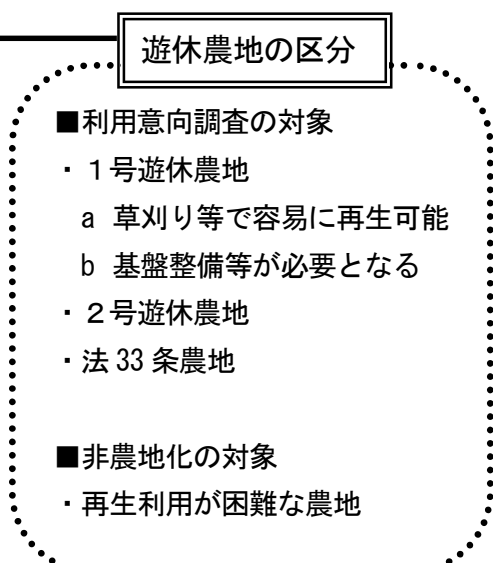 遊休農地の区分
■利用意向調査の対象
・１号遊休農地
a 草刈り等で容易に再生可能
b 基盤整備等が必要となる
・２号遊休農地
・法 33 条農地
■非農地化の対象
・再生利用が困難な農地